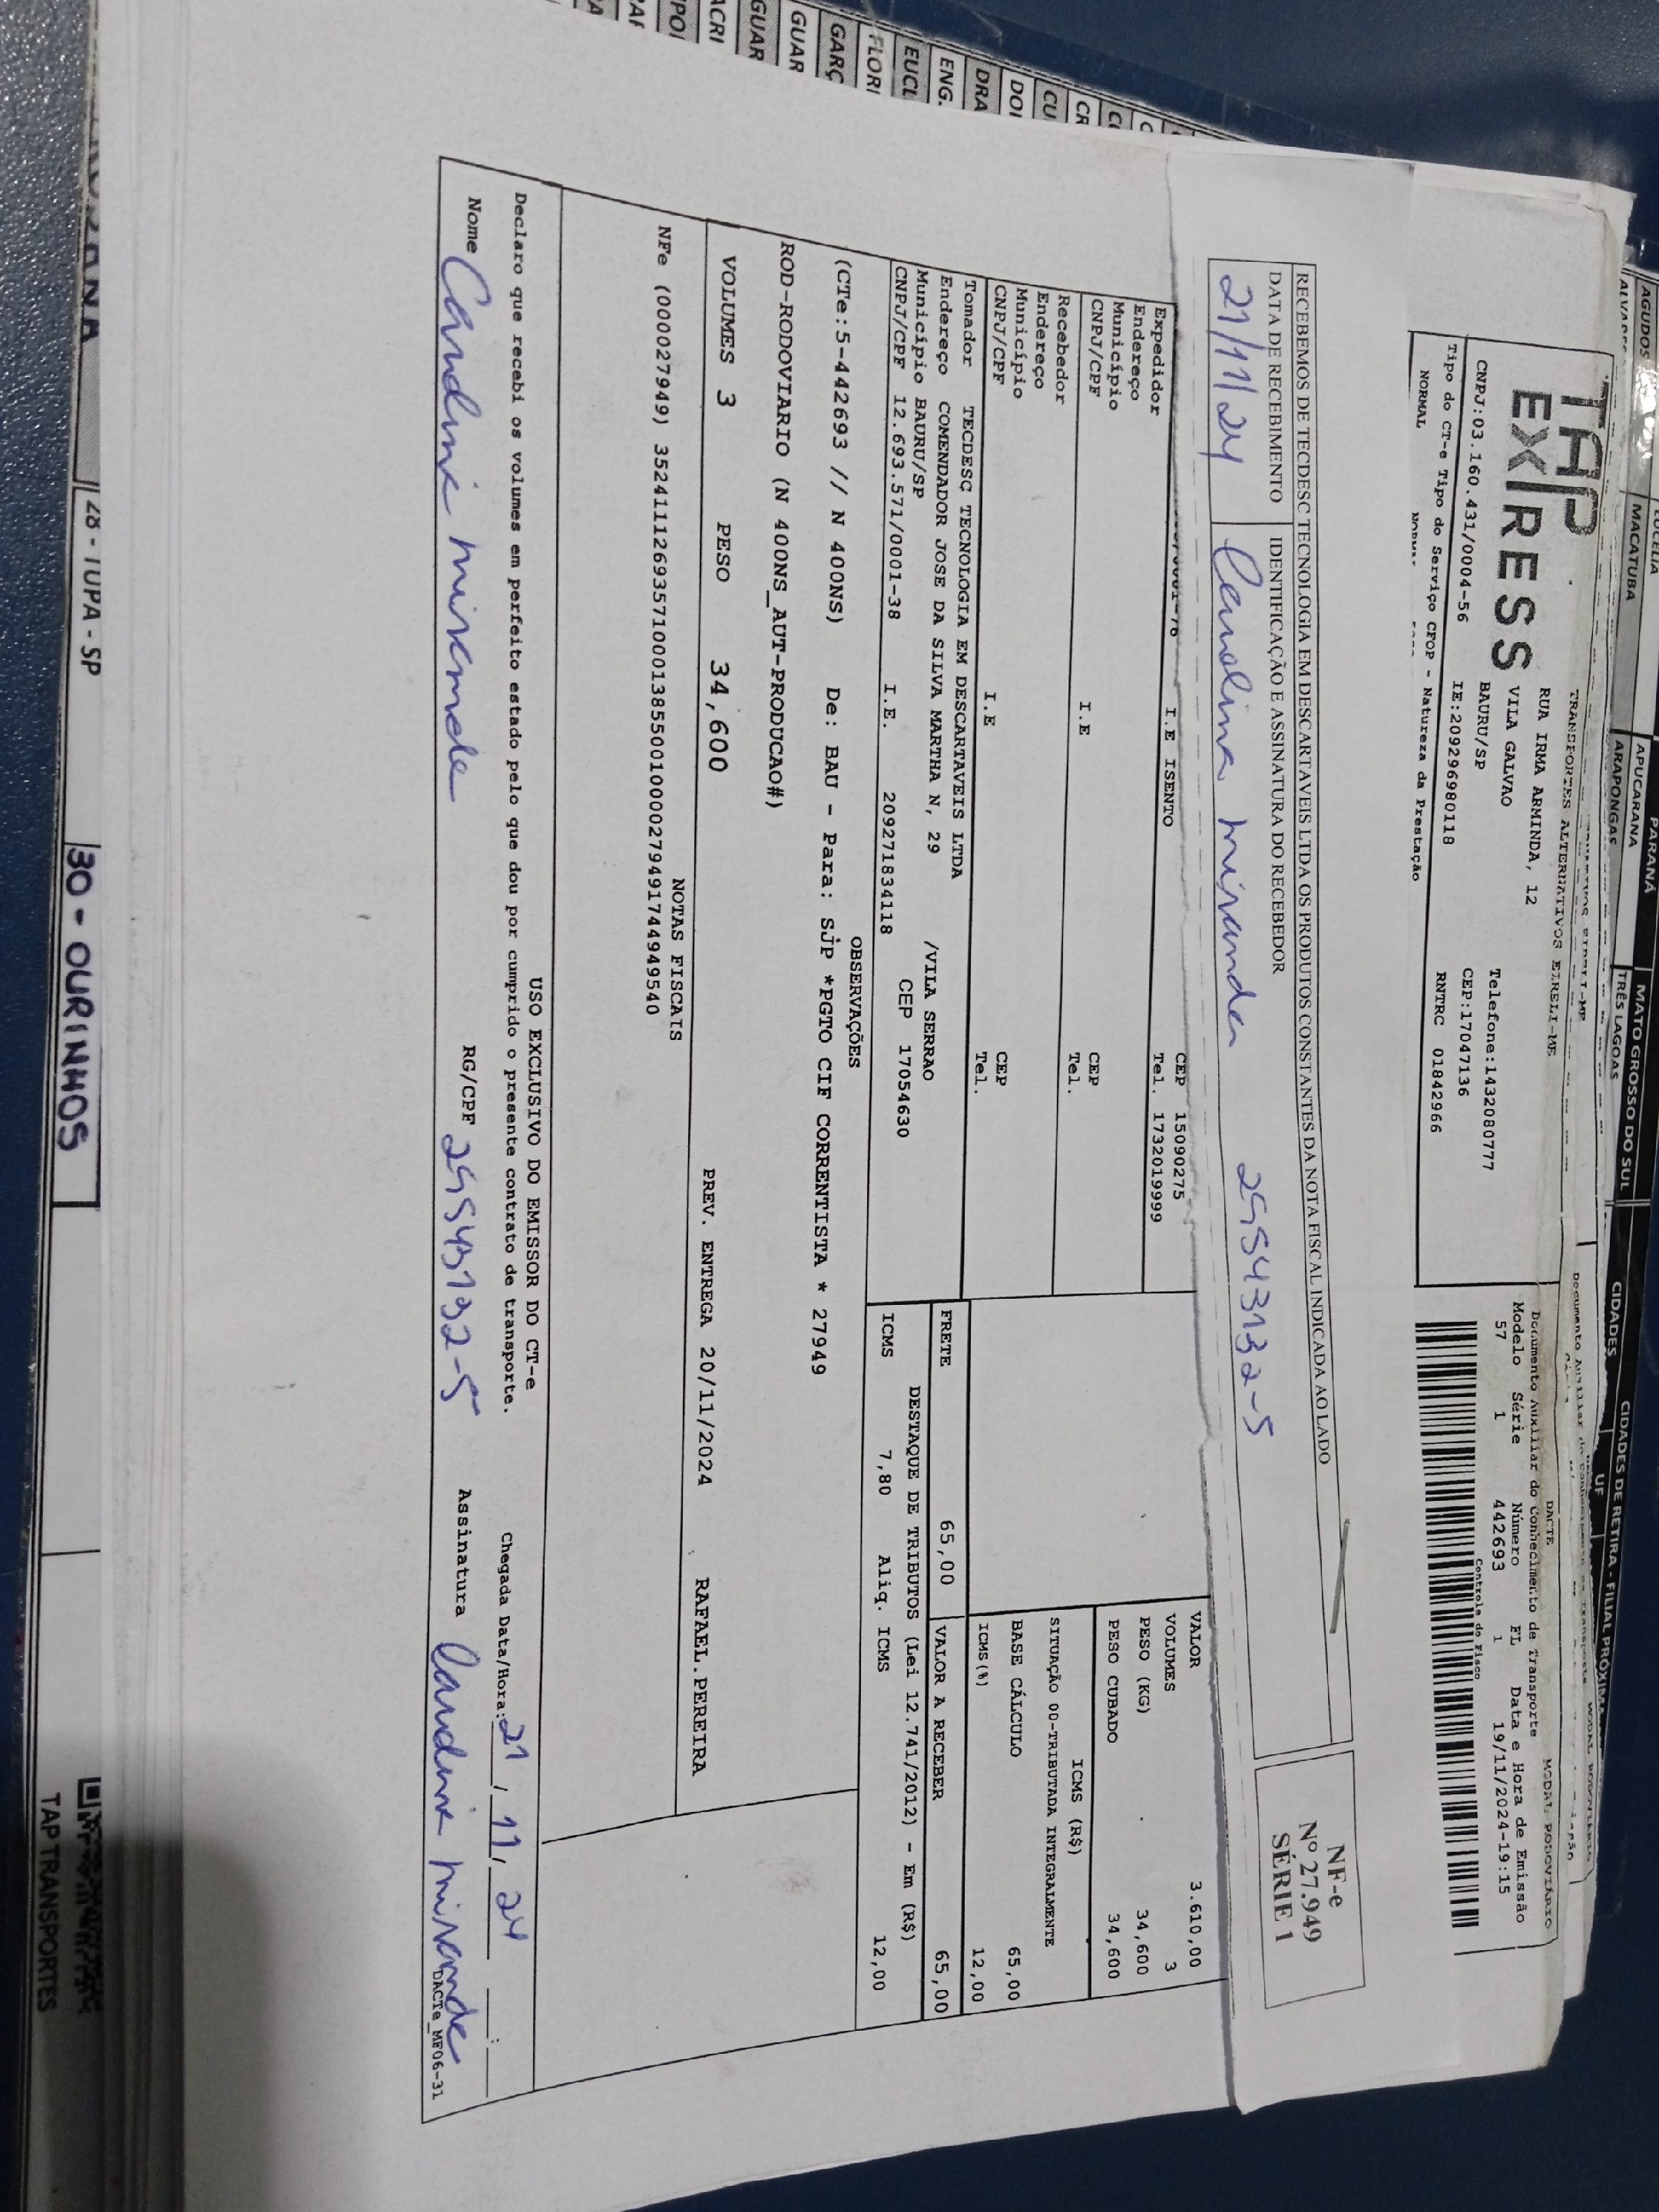 TAP
EXPRESS
TRANSPORTES ALTERNATIVOS EIRELI-ME
RUA IRMA ARMINDA, 12
VILA GALVAO
BAURU/SP
Telefone:1432080777
CEP:17047136
CNPJ:03.160.431/0004-56 IE:209296980118 RNTRC 01842966
Tipo do CT-e Tipo do Serviço CFOP - Natureza da Prestação
NORMAL
DACTE
Documento Auxiliar do Conhecimento de Transporte
MODAL RODOVIÁRIO
Modelo Série Número FL Data e Hora de Emissão
57 1 442693 1 19/11/2024-19:15
Controle do Fisco
RECEBEMOS DE TECDESC TECNOLOGIA EM DESCARTAVEIS LTDA OS PRODUTOS CONSTANTES DA NOTA FISCAL INDICADA AO LADO
DATA DE RECEBIMENTO IDENTIFICAÇÃO E ASSINATURA DO RECEBEDOR
21/11/24 Carolina Miranda 29543132-5
NF-e
Nº 27.949
SÉRIE 1
Expedidor
Endereço
Município CEP 15090275
CNPJ/CPF I.E ISENTO Tel. 1732019999
Recebedor
Endereço
Município CEP
CNPJ/CPF I.E Tel.
Tomador TECDESC TECNOLOGIA EM DESCARTAVEIS LTDA
Endereço COMENDADOR JOSE DA SILVA MARTHA N, 29 /VILA SERRAO
Município BAURU/SP CEP 17054630
CNPJ/CPF 12.693.571/0001-38 I.E. 209271834118
VALOR 3.610,00
VOLUMES 3
PESO (KG) 34,600
PESO CUBADO 34,600
ICMS (R$)
SITUAÇÃO 00-TRIBUTADA INTEGRALMENTE
BASE CÁLCULO 65,00
ICMS(%) 12,00
FRETE 65,00 VALOR A RECEBER 65,00
DESTAQUE DE TRIBUTOS (Lei 12.741/2012) - Em (R$)
ICMS 7,80 Aliq. ICMS 12,00
OBSERVAÇÕES
(CTe:5-442693 // N 400NS) De: BAU - Para: SJP *PGTO CIF CORRENTISTA * 27949
ROD-RODOVIARIO (N 400NS_AUT-PRODUCAO#)
VOLUMES 3 PESO 34,600 PREV. ENTREGA 20/11/2024 RAFAEL.PEREIRA
NOTAS FISCAIS
NFe (000027949) 35241112693571000138550010000279491744949540
USO EXCLUSIVO DO EMISSOR DO CT-e
Declaro que recebi os volumes em perfeito estado pelo que dou por cumprido o presente contrato de transporte. Chegada Data/Hora: 21 / 11 / 24
Nome Caroline Miranda RG/CPF 29543132-5 Assinatura Caroline Miranda
DACTe_MF06-31
28 - TUPA - SP
30 - OURINHOS
TAP TRANSPORTES
PARANÁ
MATO GROSSO DO SUL
CIDADES DE RETIRA - FILIAL PRÓXIMA
UF
CIDADES
AGUDOS
MACATUBA
APUCARANA
ARAPONGAS
TRÊS LAGOAS